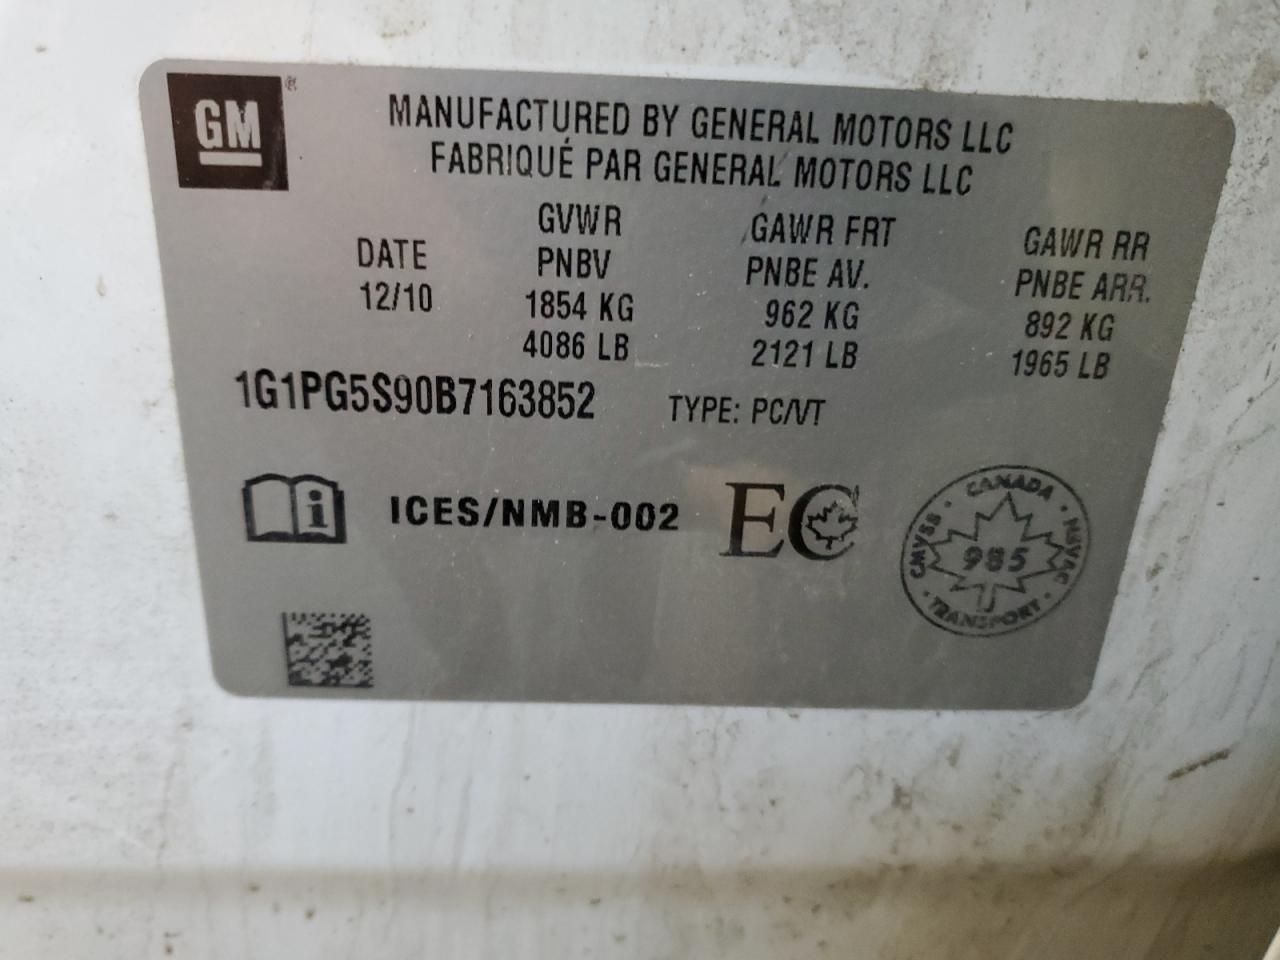 GM
MANUFACTURED BY GENERAL MOTORS LLC
FABRIQUÉ PAR GENERAL MOTORS LLC
DATE
12/10
GVWR
PNBV
1854 KG
4086 LB
GAWR FRT
PNBE AV.
962 KG
2121 LB
GAWR RR
PNBE ARR.
892 KG
1965 LB
1G1PG5S90B7163852 TYPE: PC/VT
i ICES/NMB-002 EC
CANADA
CMVSS 985 NSVAC
TRANSPORT